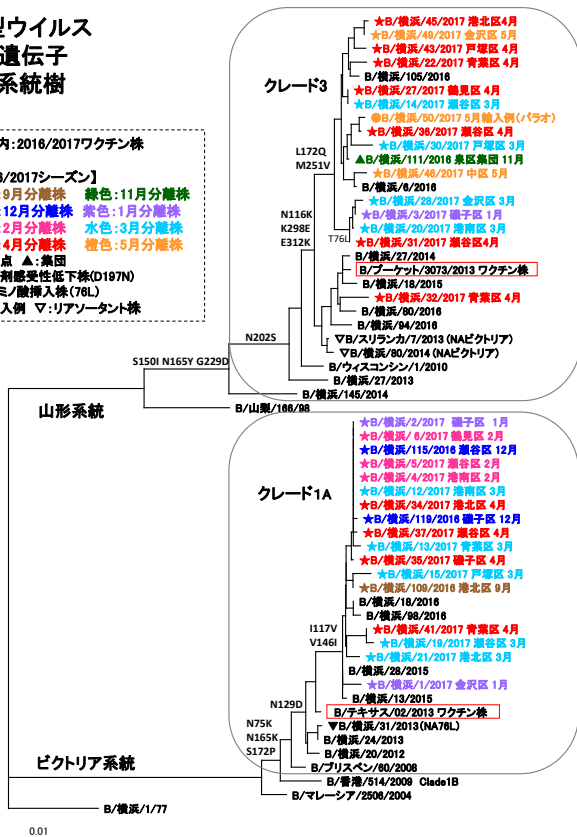 型ウイルス
遺伝子
系統樹
内:2016/2017ワクチン株
6/2017シーズン】
:9月分離株 緑色:11月分離株
:12月分離株 紫色:1月分離株
:2月分離株 水色:3月分離株
:4月分離株 橙色:5月分離株
点 ▲:集団
剤感受性低下株(D197N)
ミノ酸挿入株(76L)
入例 ▽:リアソータント株
クレード3
★B/横浜/45/2017 港北区4月
★B/横浜/49/2017 金沢区 5月
★B/横浜/43/2017 戸塚区 4月
★B/横浜/22/2017 青葉区 4月
B/横浜/105/2016
★B/横浜/27/2017 鶴見区 4月
★B/横浜/14/2017 瀬谷区 3月
●B/横浜/50/2017 5月輸入例(パラオ)
★B/横浜/36/2017 瀬谷区 4月
★B/横浜/30/2017 戸塚区 3月
▲B/横浜/111/2016 泉区集団 11月
★B/横浜/46/2017 中区 5月
B/横浜/6/2016
★B/横浜/28/2017 金沢区 3月
★B/横浜/3/2017 磯子区 1月
★B/横浜/20/2017 港南区 3月
★B/横浜/31/2017 瀬谷区4月
B/横浜/27/2014
B/プーケット/3073/2013 ワクチン株
B/横浜/18/2015
★B/横浜/32/2017 青葉区 4月
B/横浜/80/2016
B/横浜/94/2016
▽B/スリランカ/7/2013 (NAビクトリア)
▽B/横浜/80/2014 (NAビクトリア)
B/ウィスコンシン/1/2010
B/横浜/27/2013
B/横浜/145/2014
B/山梨/166/98
L172Q
M251V
N116K
K298E
E312K
T76L
N202S
S150I N165Y G229D
山形系統
クレード1A
★B/横浜/2/2017 磯子区 1月
★B/横浜/ 6/2017 鶴見区 2月
★B/横浜/115/2016 瀬谷区 12月
★B/横浜/5/2017 瀬谷区 2月
★B/横浜/4/2017 港南区 2月
★B/横浜/12/2017 港南区 3月
★B/横浜/34/2017 港北区 4月
★B/横浜/119/2016 磯子区 12月
★B/横浜/37/2017 瀬谷区 4月
★B/横浜/13/2017 青葉区 3月
★B/横浜/35/2017 磯子区 4月
★B/横浜/15/2017 戸塚区 3月
★B/横浜/109/2016 港北区 9月
B/横浜/18/2016
B/横浜/98/2016
★B/横浜/41/2017 青葉区 4月
★B/横浜/19/2017 瀬谷区 3月
★B/横浜/21/2017 港北区 3月
B/横浜/28/2015
★B/横浜/1/2017 金沢区 1月
B/横浜/13/2015
B/テキサス/02/2013 ワクチン株
▼B/横浜/31/2013(NA76L)
B/横浜/24/2013
B/横浜/20/2012
B/ブリスベン/60/2008
B/香港/514/2009 Clade1B
B/マレーシア/2506/2004
B/横浜/1/77
I117V
V146I
N129D
N75K
N165K
S172P
ビクトリア系統
0.01